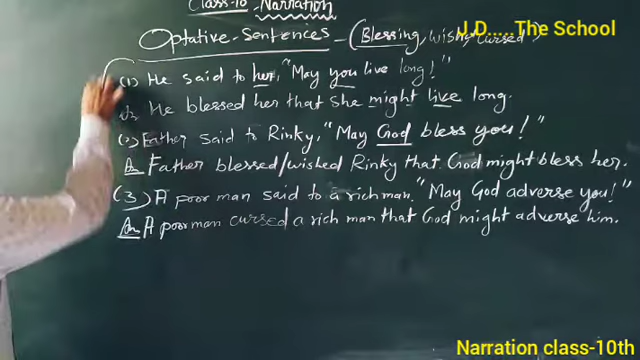 Class-10 Narration
J.D.....The School
Optative-Sentences - (Blessing, wishing, cursed)
(1) He said to her, "May you live long!"
He blessed her that she might live long.
(2) Father said to Rinky, "May God bless you!"
An Father blessed/wished Rinky that God might bless her.
(3) A poor man said to a rich man. "May God adverse you!"
An A poor man cursed a rich man that God might adverse him.
Narration class-10th